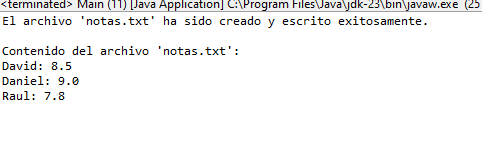 <terminated> Main (11) [Java Application] C:\Program Files\Java\jdk-23\bin\javaw.exe (25
El archivo 'notas.txt' ha sido creado y escrito exitosamente.
Contenido del archivo 'notas.txt':
David: 8.5
Daniel: 9.0
Raul: 7.8